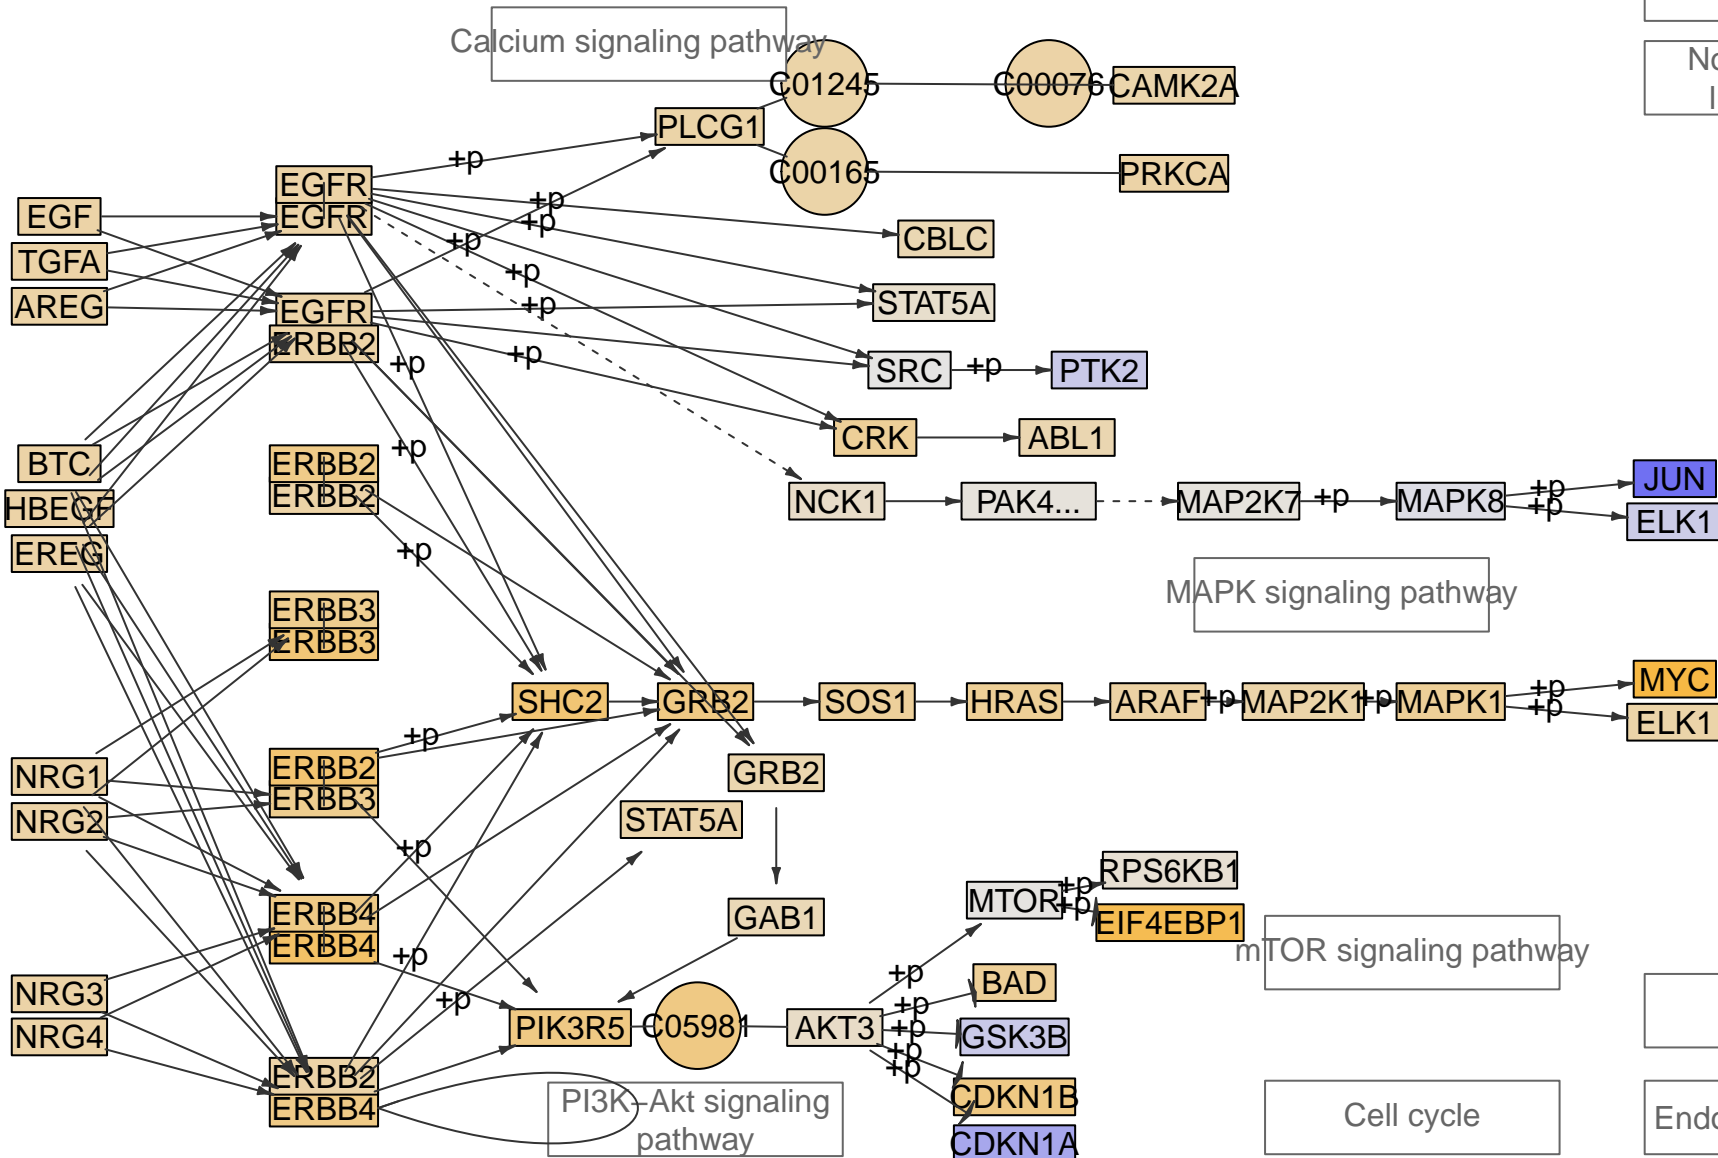 Calcium signaling pathway
C01245
C00076
CAMK2A
No
PLCG1
+p
C00165
PRKCA
EGFR
EGFR
EGF
+p
+p
CBLC
TGFA
+p
+p
AREG
EGFR
+p
STAT5A
ERBB2
+p
+p
SRC
+p
PTK2
CRK
ABL1
BTC
ERBB2
+p
ERBB2
HBEGF
NCK1
PAK4...
MAP2K7
+p
MAPK8
+p
+p
JUN
ELK1
EREG
+p
MAPK signaling pathway
ERBB3
ERBB3
SHC2
GRB2
SOS1
HRAS
ARAF
+p
MAP2K1
+p
MAPK1
+p
+p
MYC
ELK1
+p
NRG1
ERBB2
ERBB3
GRB2
NRG2
STAT5A
+p
MTOR
+p
+p
RPS6KB1
EIF4EBP1
ERBB4
ERBB4
GAB1
mTOR signaling pathway
+p
+p
BAD
NRG3
+p
+p
NRG4
PIK3R5
C05981
AKT3
+p
GSK3B
+p
+p
ERBB2
ERBB4
PI3K–Akt signaling
pathway
CDKN1B
CDKN1A
Cell cycle
Endo